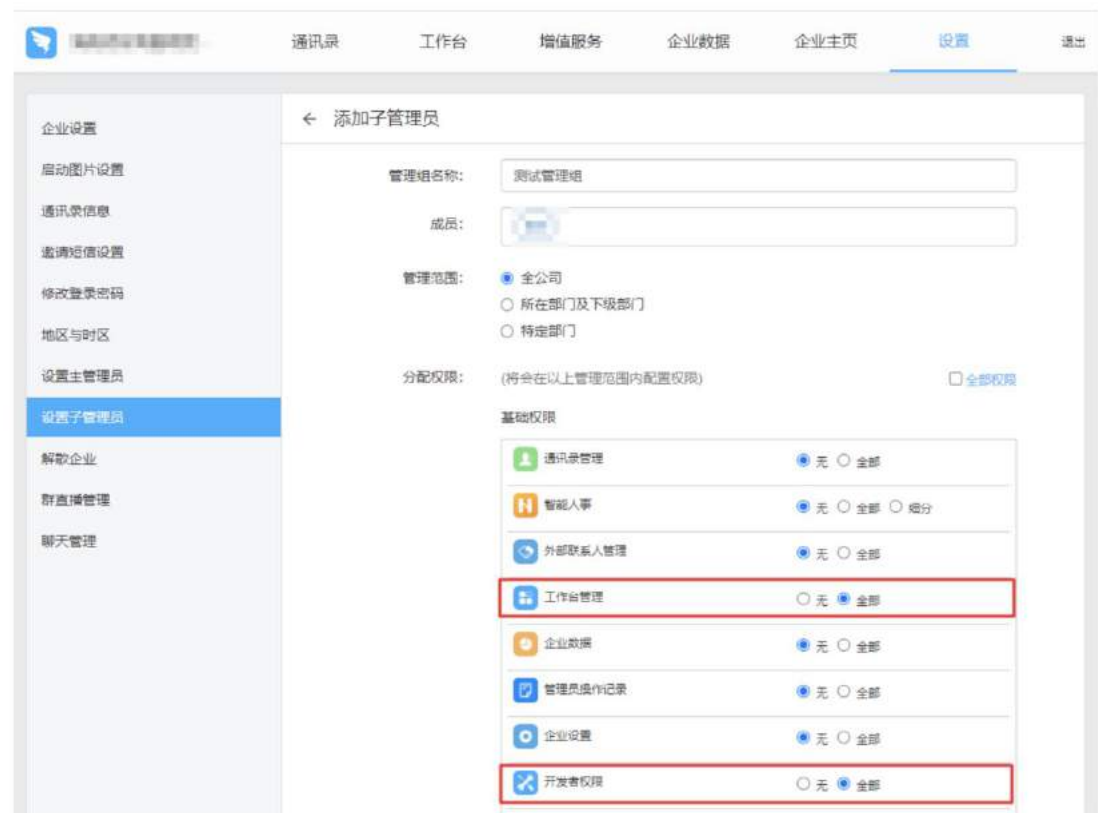 通讯录 工作台 增值服务 企业数据 企业主页 设置 退出
企业设置
启动图片设置
通讯录信息
邀请短信设置
修改登录密码
地区与时区
设置主管理员
设置子管理员
解散企业
群直播管理
聊天管理
← 添加子管理员
管理组名称: 测试管理组
成员:
管理范围: 全公司
所在部门及下级部门
特定部门
分配权限: (将会在以上管理范围内配置权限) 全部权限
基础权限
通讯录管理 无 全部
智能人事 无 全部 细分
外部联系人管理 无 全部
工作台管理 无 全部
企业数据 无 全部
管理员操作记录 无 全部
企业设置 无 全部
开发者权限 无 全部